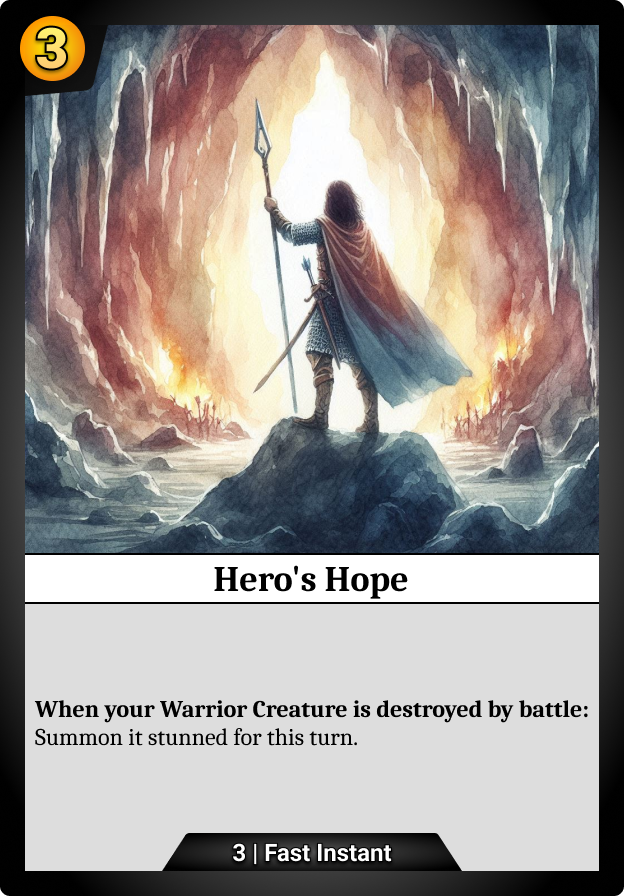 3
Hero's Hope
When your Warrior Creature is destroyed by battle:
Summon it stunned for this turn.
3 | Fast Instant